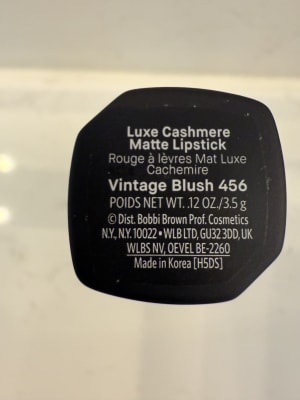 Luxe Cashmere
Matte Lipstick
Rouge à lèvres Mat Luxe
Cachemire
Vintage Blush 456
POIDS NET WT. .12 OZ./3.5 g
© Dist. Bobbi Brown Prof. Cosmetics
N.Y., N.Y. 10022 • WLB LTD, GU32 3DD, UK
WLBS NV, OEVEL BE-2260
Made in Korea [H5DS]